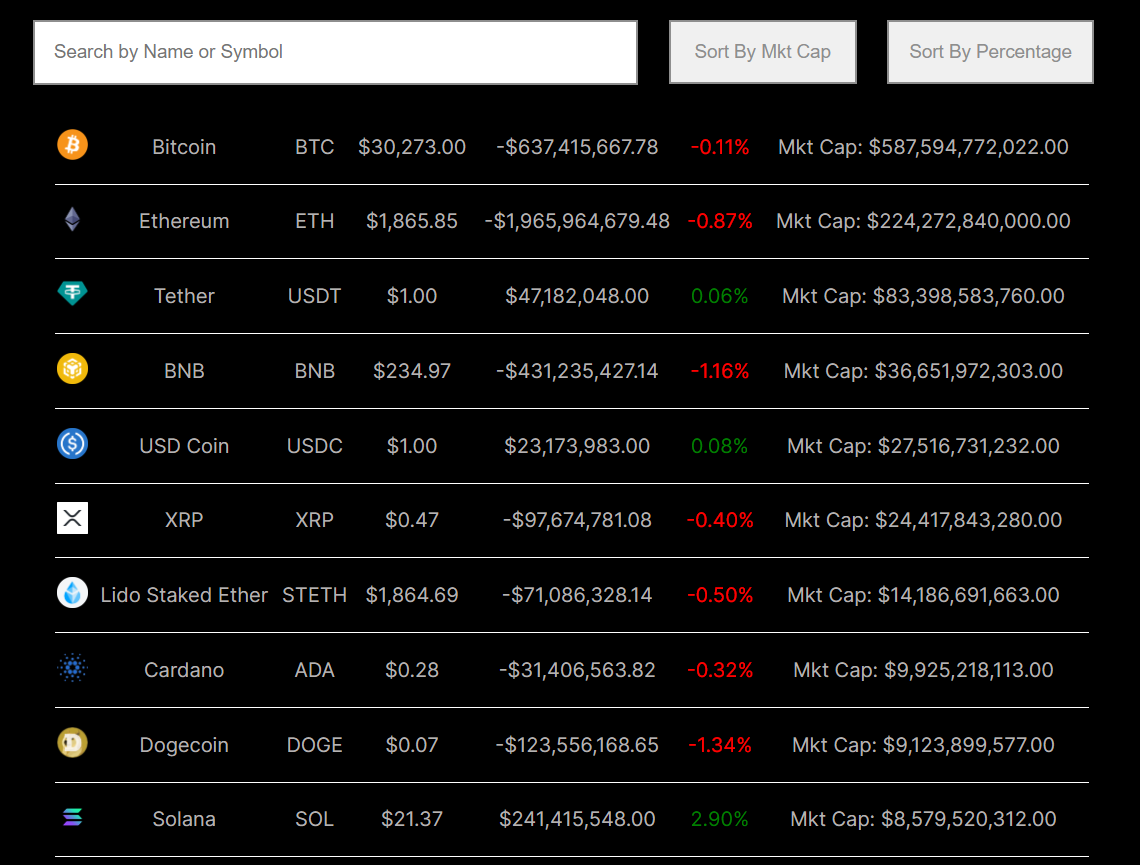 Search by Name or Symbol Sort By Mkt Cap Sort By Percentage
Bitcoin BTC $30,273.00 -$637,415,667.78 -0.11% Mkt Cap: $587,594,772,022.00
Ethereum ETH $1,865.85 -$1,965,964,679.48 -0.87% Mkt Cap: $224,272,840,000.00
Tether USDT $1.00 $47,182,048.00 0.06% Mkt Cap: $83,398,583,760.00
BNB BNB $234.97 -$431,235,427.14 -1.16% Mkt Cap: $36,651,972,303.00
USD Coin USDC $1.00 $23,173,983.00 0.08% Mkt Cap: $27,516,731,232.00
XRP XRP $0.47 -$97,674,781.08 -0.40% Mkt Cap: $24,417,843,280.00
Lido Staked Ether STETH $1,864.69 -$71,086,328.14 -0.50% Mkt Cap: $14,186,691,663.00
Cardano ADA $0.28 -$31,406,563.82 -0.32% Mkt Cap: $9,925,218,113.00
Dogecoin DOGE $0.07 -$123,556,168.65 -1.34% Mkt Cap: $9,123,899,577.00
Solana SOL $21.37 $241,415,548.00 2.90% Mkt Cap: $8,579,520,312.00